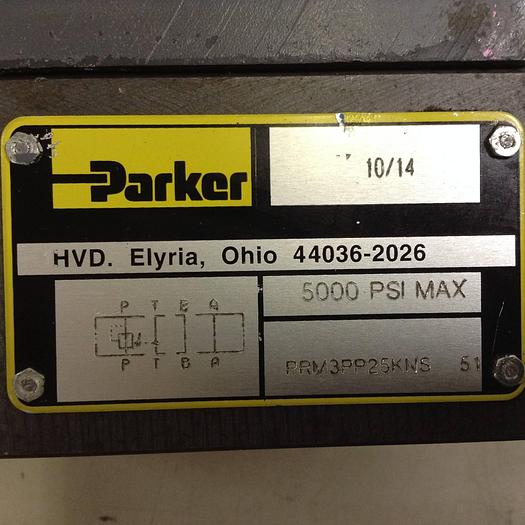 Parker
10/14
HVD. Elyria, Ohio 44036-2026
5000 PSI MAX
P T B A
P T B A
PRM3PP25KNS 51